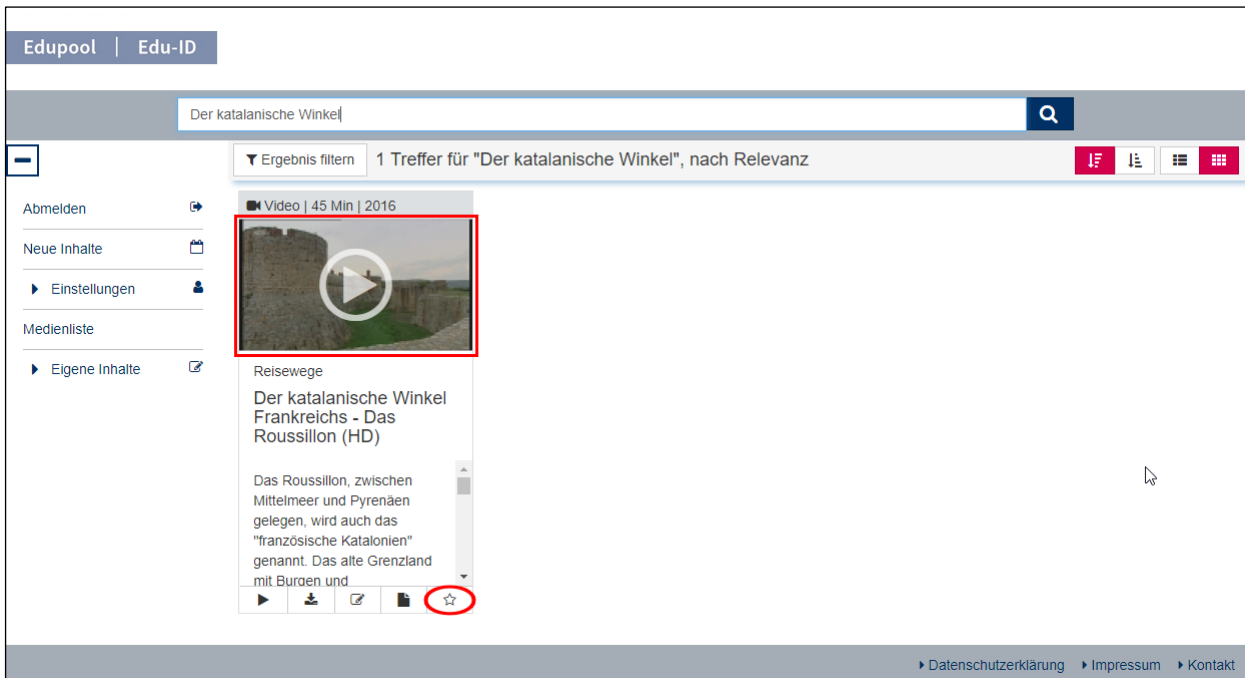 Edupool | Edu-ID
Der katalanische Winkel
Ergebnis filtern
1 Treffer für "Der katalanische Winkel", nach Relevanz
Abmelden
Neue Inhalte
Einstellungen
Medienliste
Eigene Inhalte
Video | 45 Min | 2016
Reisewege
Der katalanische Winkel
Frankreichs - Das
Roussillon (HD)
Das Roussillon, zwischen
Mittelmeer und Pyrenäen
gelegen, wird auch das
"französische Katalonien"
genannt. Das alte Grenzland
mit Burgen und
Datenschutzerklärung
Impressum
Kontakt